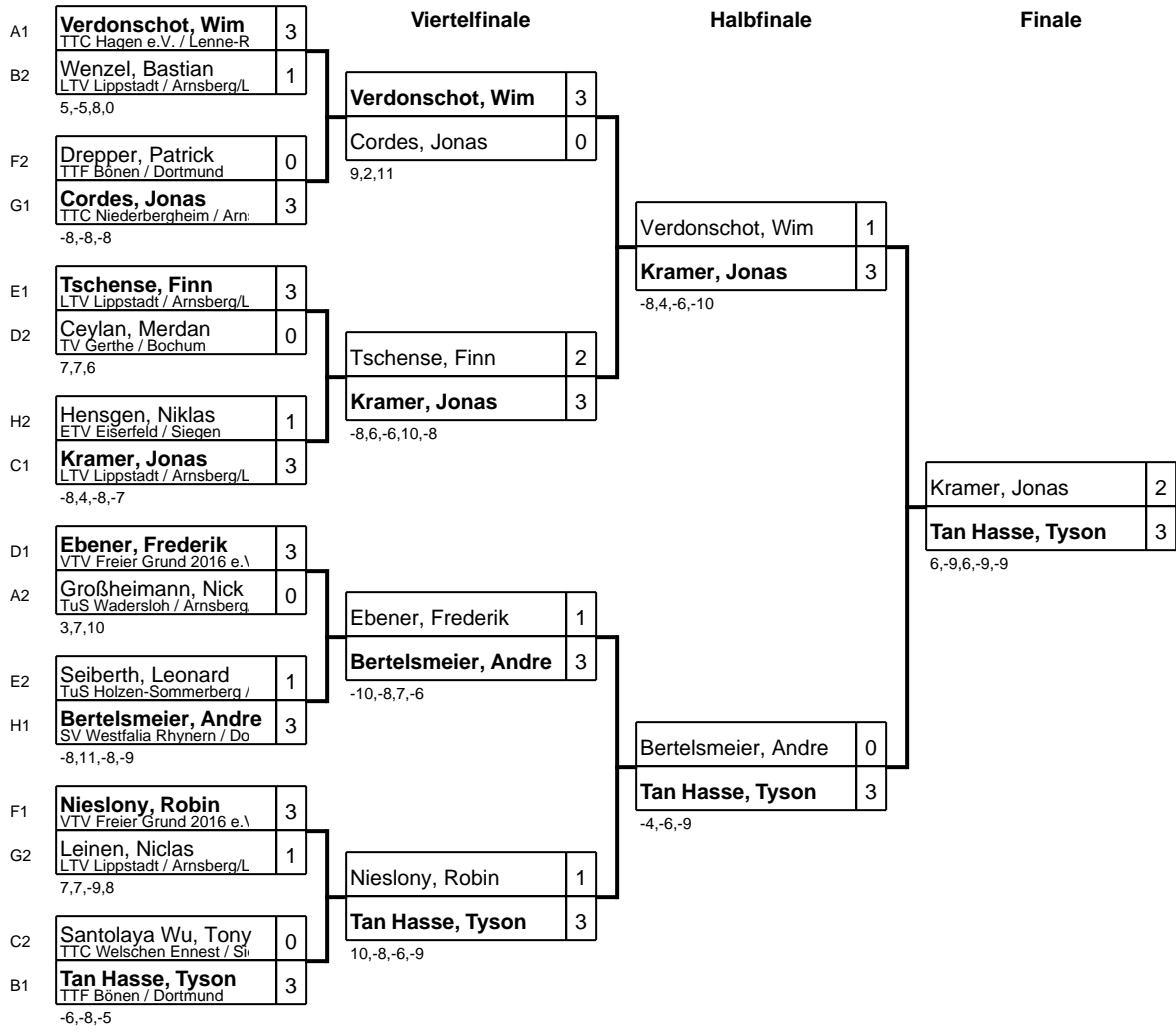 Viertelfinale
Halbfinale
Finale
A1 Verdonschot, Wim 3
TTC Hagen e.V. / Lenne-R
B2 Wenzel, Bastian 1
LTV Lippstadt / Arnsberg/L
5,-5,8,0
F2 Drepper, Patrick 0
TTF Bönen / Dortmund
G1 Cordes, Jonas 3
TTC Niederbergheim / Arns
-8,-8,-8
E1 Tschense, Finn 3
LTV Lippstadt / Arnsberg/L
D2 Ceylan, Merdan 0
TV Gerthe / Bochum
7,7,6
H2 Hensgen, Niklas 1
ETV Eiserfeld / Siegen
C1 Kramer, Jonas 3
LTV Lippstadt / Arnsberg/L
-8,4,-8,-7
D1 Ebener, Frederik 3
VTV Freier Grund 2016 e.V
A2 Großheimann, Nick 0
TuS Wadersloh / Arnsberg/
3,7,10
E2 Seiberth, Leonard 1
TuS Holzen-Sommerberg /
H1 Bertelsmeier, Andre 3
SV Westfalia Rhynern / Do
-8,11,-8,-9
F1 Nieslony, Robin 3
VTV Freier Grund 2016 e.V
G2 Leinen, Niclas 1
LTV Lippstadt / Arnsberg/L
7,7,-9,8
C2 Santolaya Wu, Tony 0
TTC Welschen Ennest / Si
B1 Tan Hasse, Tyson 3
TTF Bönen / Dortmund
-6,-8,-5
Verdonschot, Wim 3
Cordes, Jonas 0
9,2,11
Tschense, Finn 2
Kramer, Jonas 3
-8,6,-6,10,-8
Ebener, Frederik 1
Bertelsmeier, Andre 3
-10,-8,7,-6
Nieslony, Robin 1
Tan Hasse, Tyson 3
10,-8,-6,-9
Verdonschot, Wim 1
Kramer, Jonas 3
-8,4,-6,-10
Bertelsmeier, Andre 0
Tan Hasse, Tyson 3
-4,-6,-9
Kramer, Jonas 2
Tan Hasse, Tyson 3
6,-9,6,-9,-9